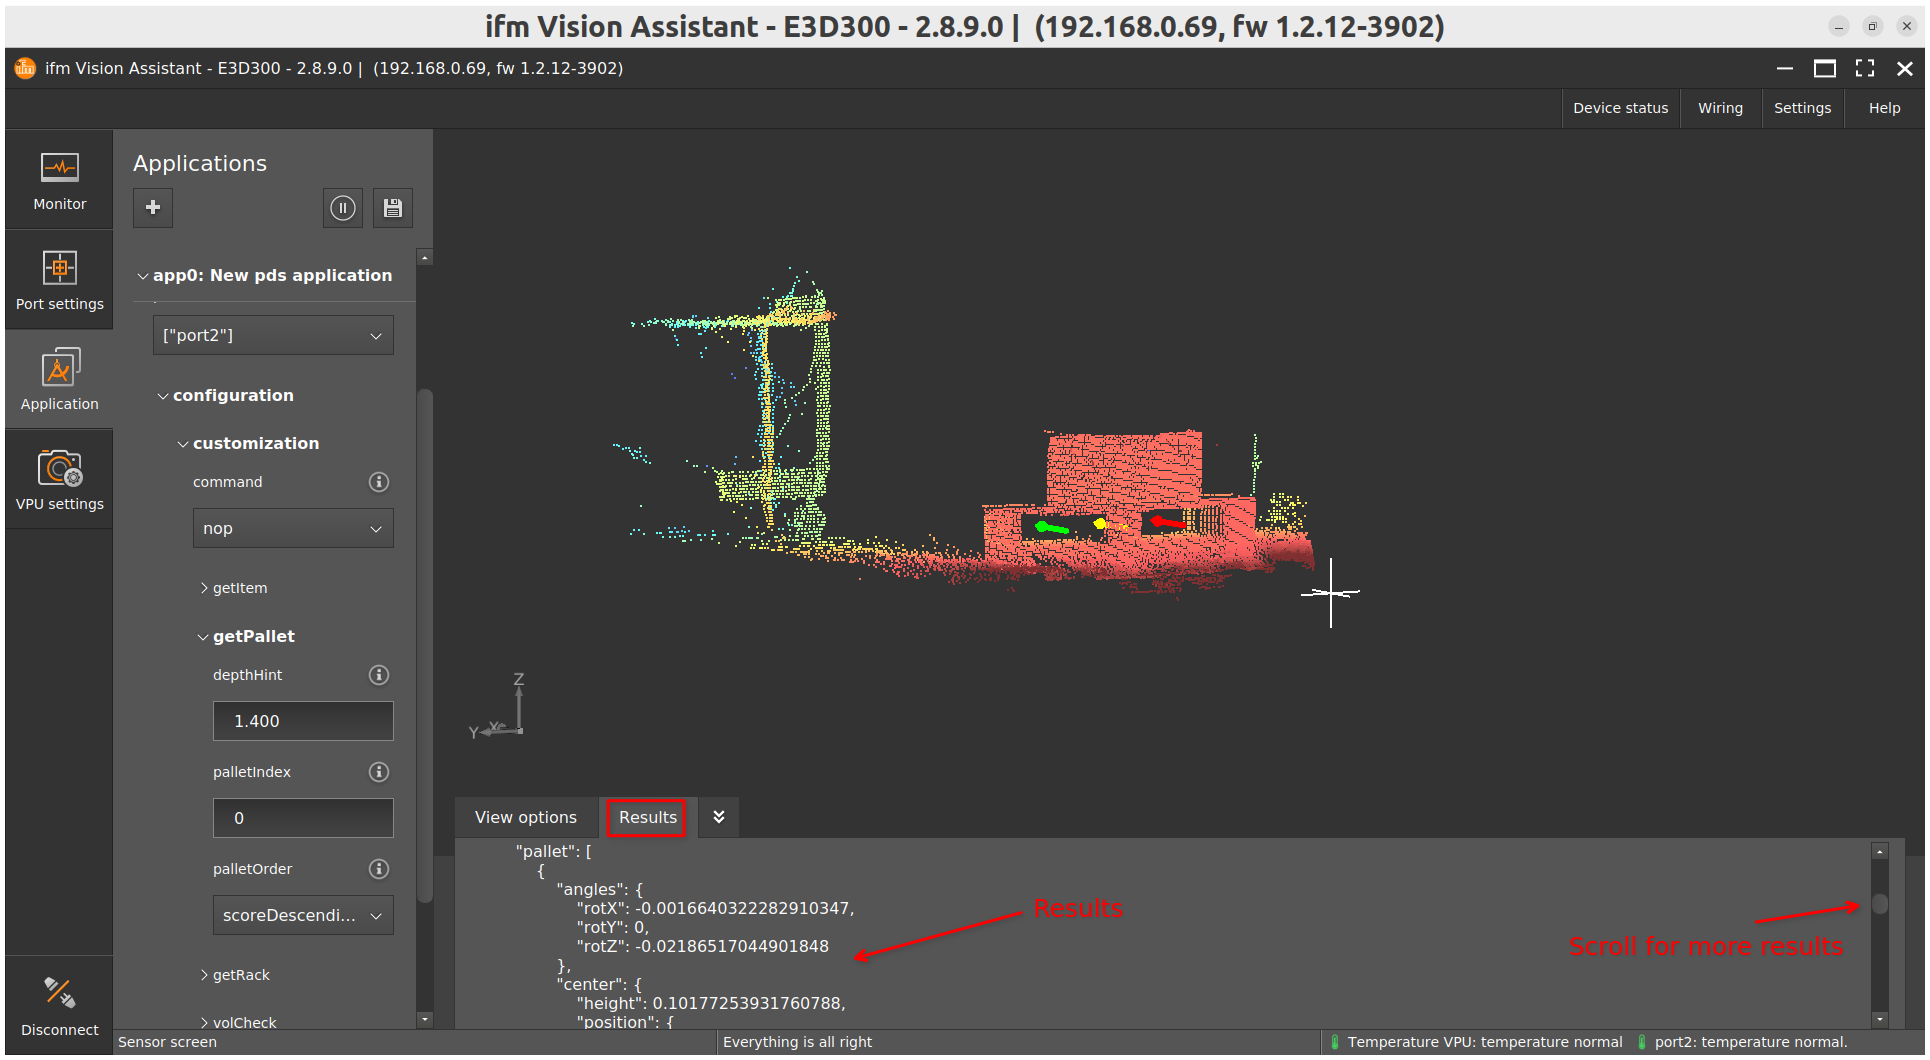 ifm Vision Assistant - E3D300 - 2.8.9.0 |  (192.168.0.69, fw 1.2.12-3902)
ifm Vision Assistant - E3D300 - 2.8.9.0 |  (192.168.0.69, fw 1.2.12-3902)
Device status
Wiring
Settings
Help
Monitor
Port settings
Application
VPU settings
Disconnect
Applications
app0: New pds application
["port2"]
configuration
customization
command
nop
getItem
getPallet
depthHint
1.400
palletIndex
0
palletOrder
scoreDescendi...
getRack
volCheck
Z
Y
X
View options
Results
"pallet": [
{
"angles": {
"rotX": -0.0016640322282910347,
"rotY": 0,
"rotZ": -0.02186517044901848
},
"center": {
"height": 0.10177253931760788,
"position": {
Results
Scroll for more results
Sensor screen
Everything is all right
Temperature VPU: temperature normal
port2: temperature normal.